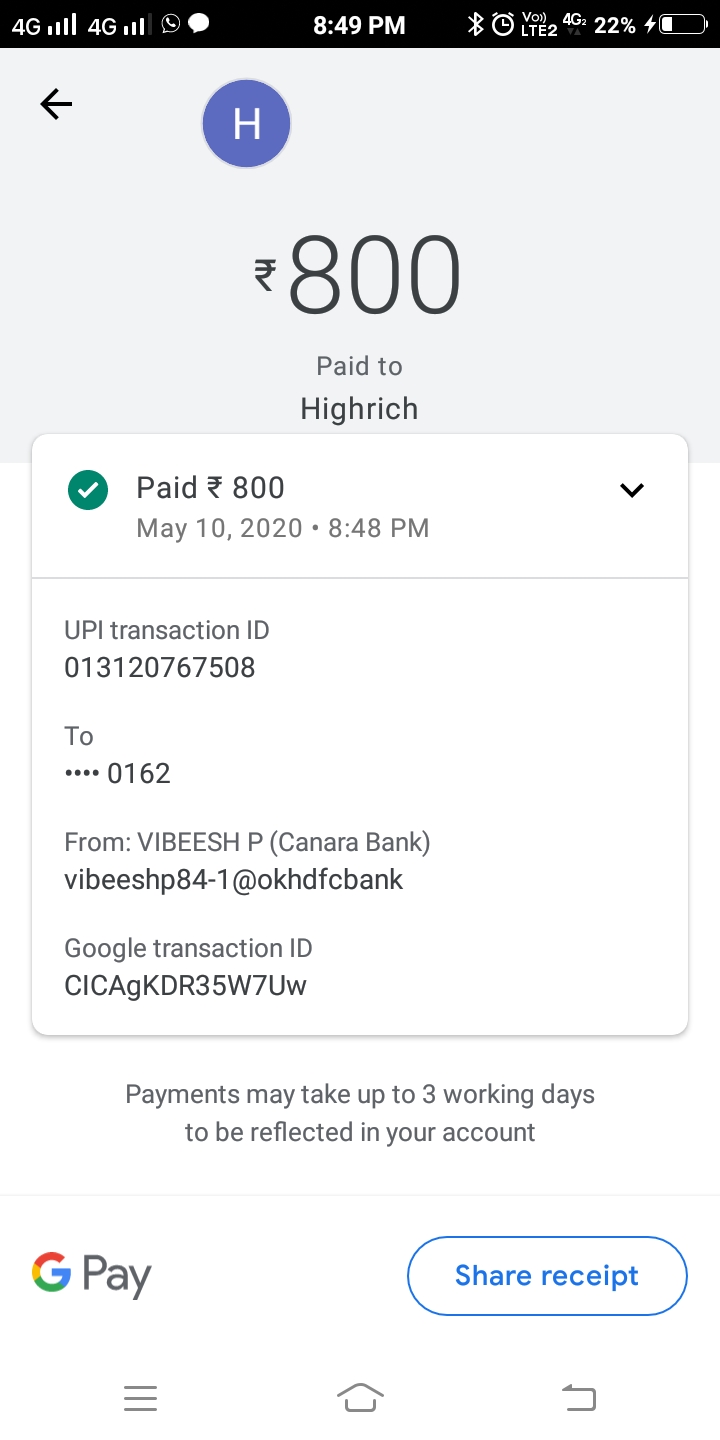 4G 4G 8:49 PM Vo)) LTE2 4G2 22%
H
₹800
Paid to
Highrich
Paid ₹ 800
May 10, 2020 • 8:48 PM
UPI transaction ID
013120767508
To
•••• 0162
From: VIBEESH P (Canara Bank)
vibeeshp84-1@okhdfcbank
Google transaction ID
CICAgKDR35W7Uw
Payments may take up to 3 working days
to be reflected in your account
G Pay Share receipt